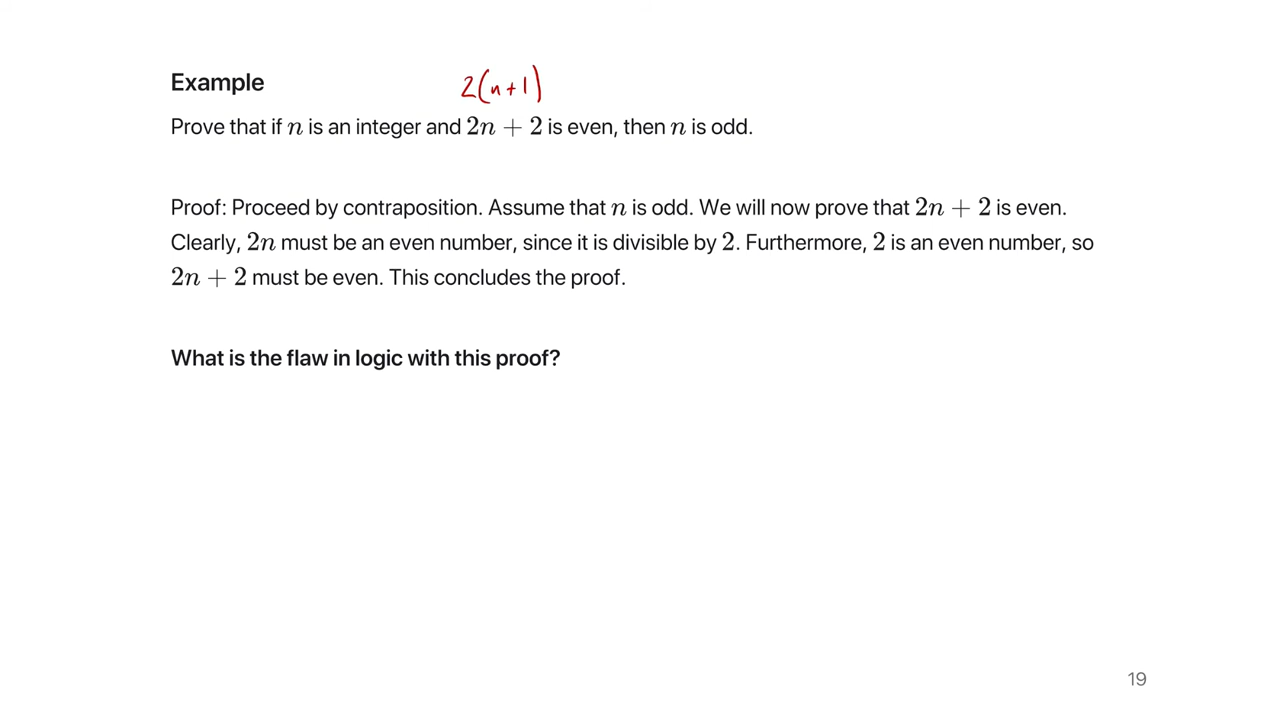 Example
2(n+1)
Prove that if n is an integer and 2n + 2 is even, then n is odd.
Proof: Proceed by contraposition. Assume that n is odd. We will now prove that 2n + 2 is even.
Clearly, 2n must be an even number, since it is divisible by 2. Furthermore, 2 is an even number, so
2n + 2 must be even. This concludes the proof.
What is the flaw in logic with this proof?
19